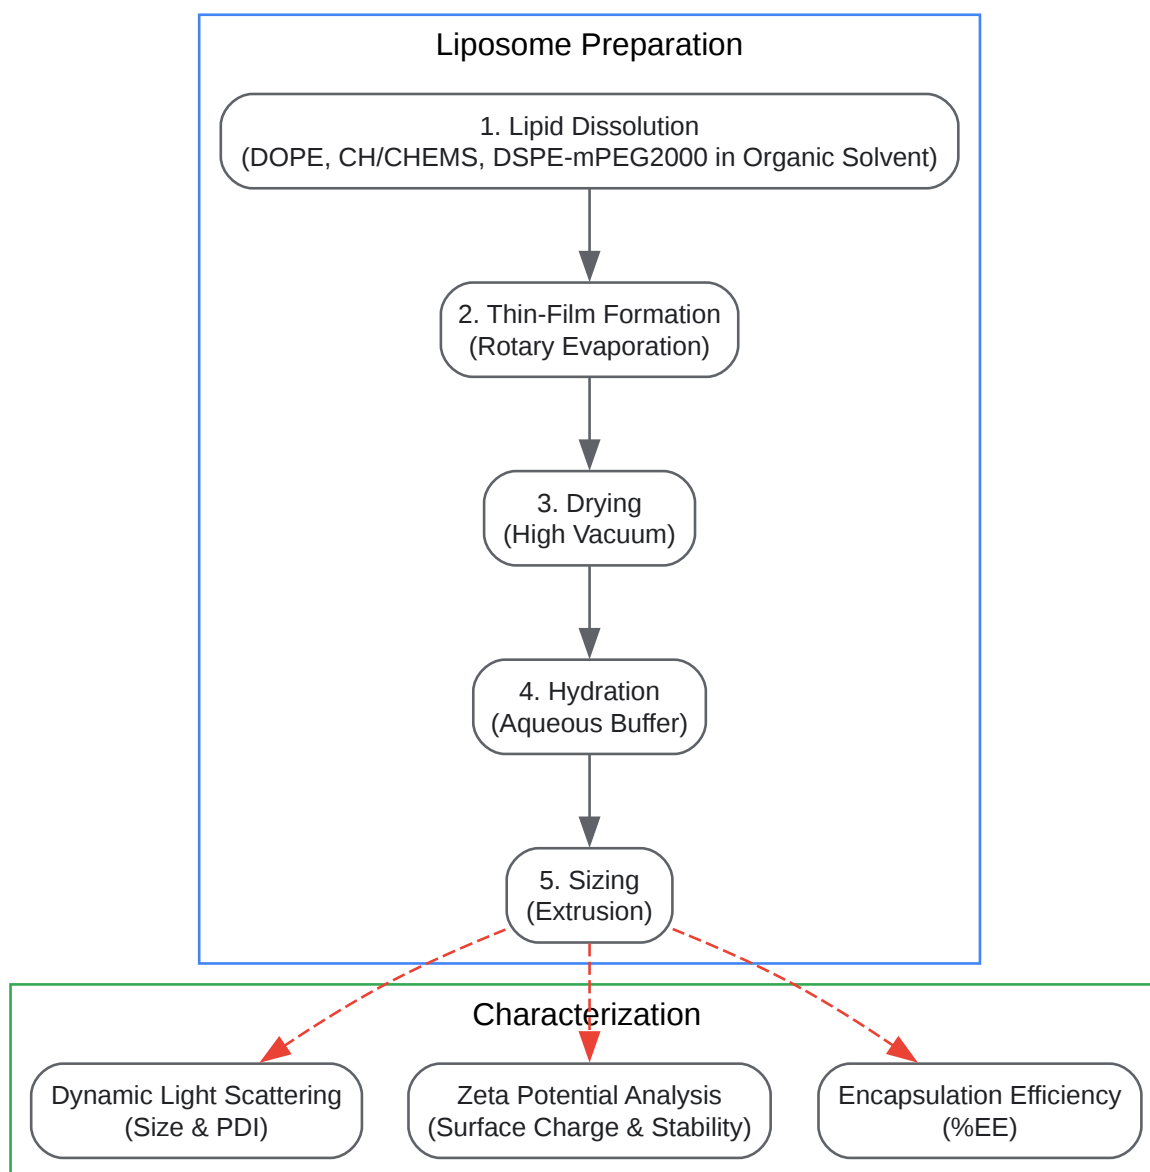 Liposome Preparation
1. Lipid Dissolution
(DOPE, CH/CHEMS, DSPE-mPEG2000 in Organic Solvent)
2. Thin-Film Formation
(Rotary Evaporation)
3. Drying
(High Vacuum)
4. Hydration
(Aqueous Buffer)
5. Sizing
(Extrusion)
Characterization
Dynamic Light Scattering
(Size & PDI)
Zeta Potential Analysis
(Surface Charge & Stability)
Encapsulation Efficiency
(%EE)